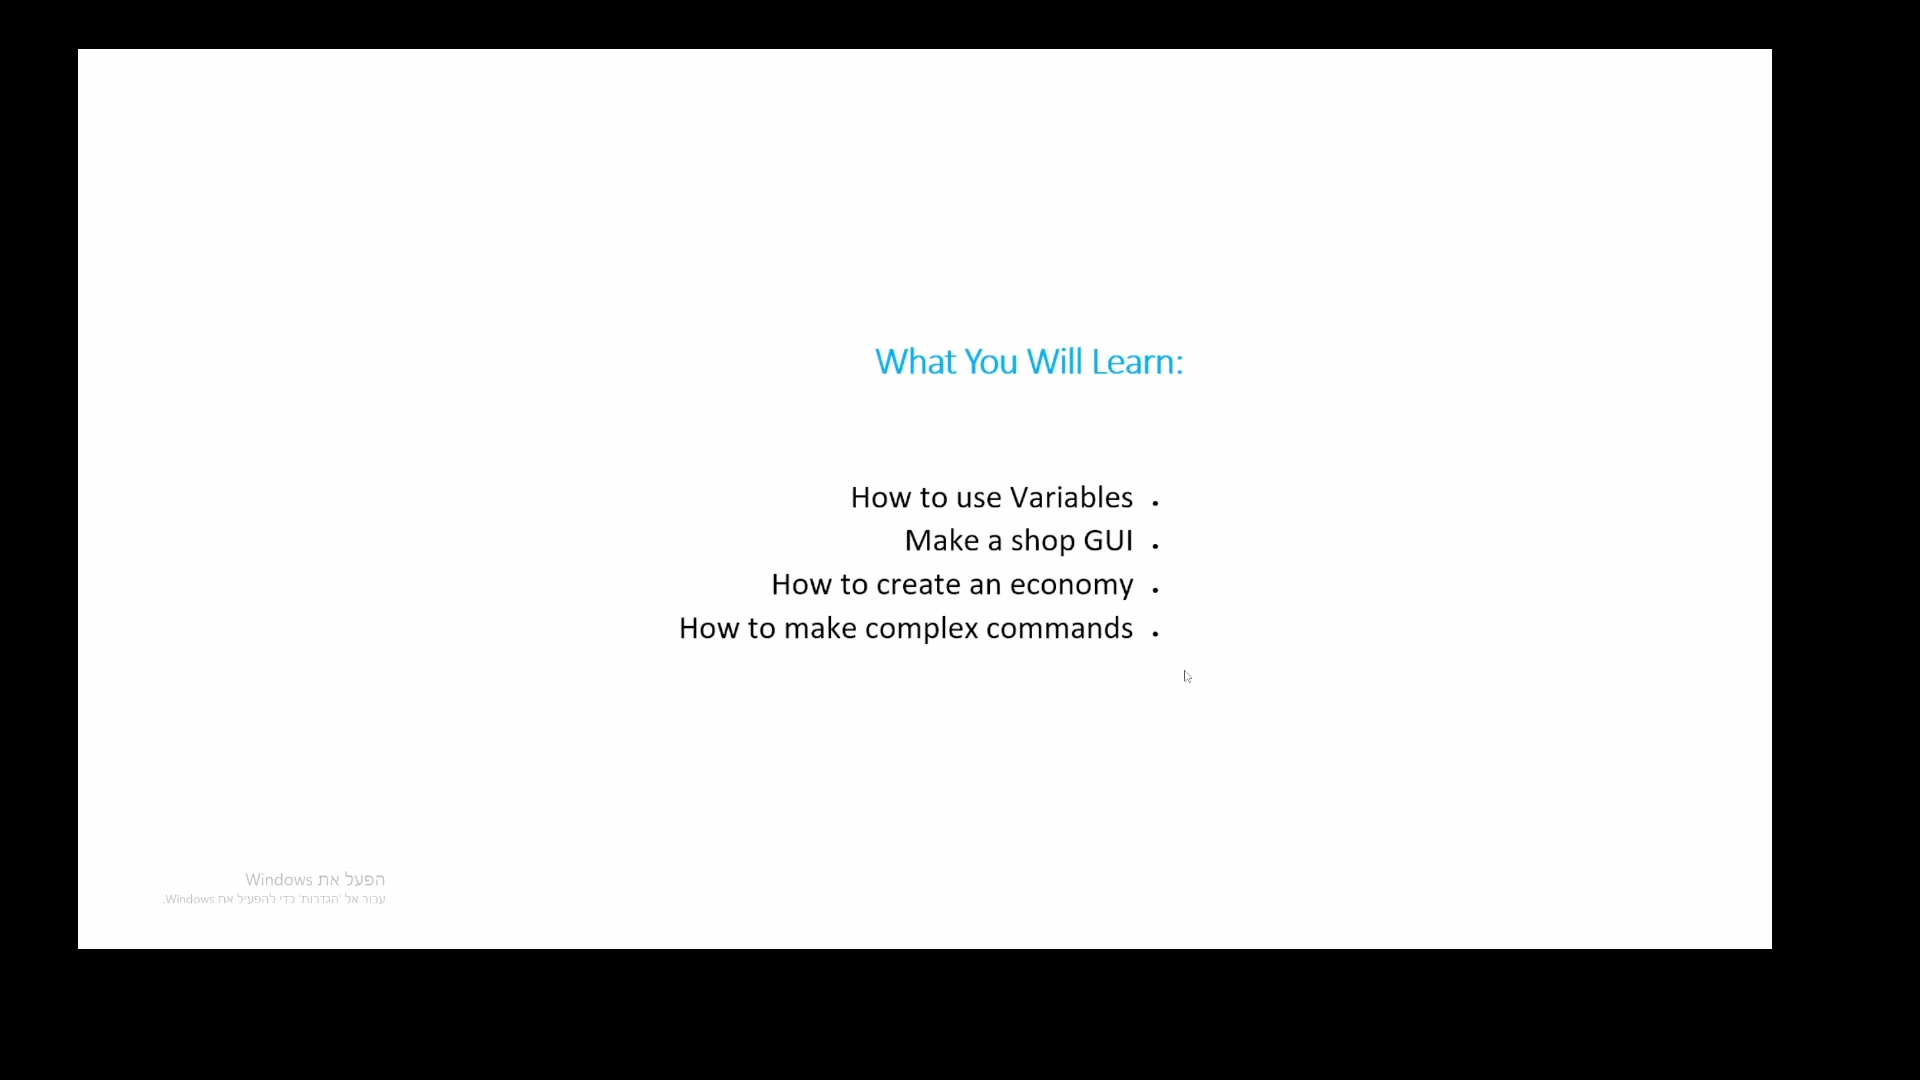 What You Will Learn:
How to use Variables
Make a shop GUI
How to create an economy
How to make complex commands
הפעל את Windows
עבור אל 'הגדרות' כדי להפעיל את Windows.